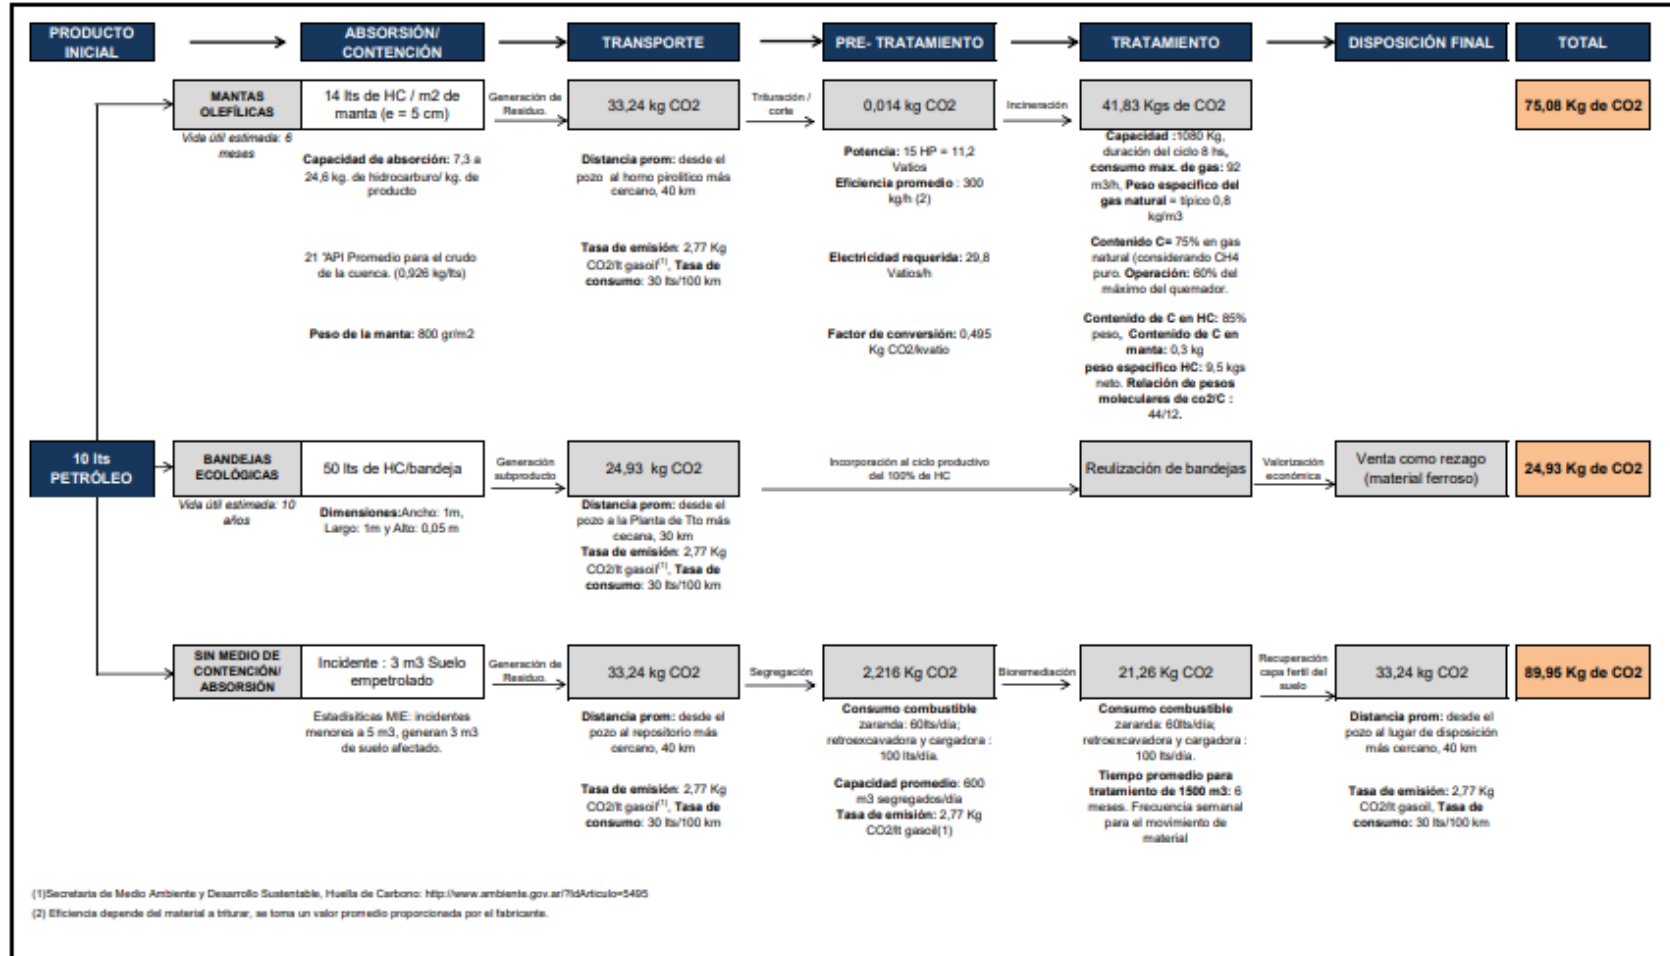 PRODUCTO
INICIAL
ABSORSIÓN/
CONTENCIÓN
TRANSPORTE
PRE- TRATAMIENTO
TRATAMIENTO
DISPOSICIÓN FINAL
TOTAL
MANTAS
OLEFÍLICAS
Vida útil estimada: 6
meses
14 lts de HC / m2 de
manta (e = 5 cm)
Generación de
Residuo.
33,24 kg CO2
Trituración /
corte
0,014 kg CO2
Incineración
41,83 Kgs de CO2
75,08 Kg de CO2
Capacidad de absorción: 7,3 a
24,6 kg. de hidrocarburo/ kg. de
producto
21 °API Promedio para el crudo
de la cuenca. (0,926 kg/lts)
Peso de la manta: 800 gr/m2
Distancia prom: desde el
pozo al horno pirolitico más
cercano, 40 km
Tasa de emisión: 2,77 Kg
CO2/lt gasoil(1), Tasa de
consumo: 30 lts/100 km
Potencia: 15 HP = 11,2
Vatios
Eficiencia promedio : 300
kg/h (2)
Electricidad requerida: 29,8
Vatios/h
Factor de conversión: 0,495
Kg CO2/kvatio
Capacidad :1080 Kg,
duración del ciclo 8 hs,
consumo max. de gas: 92
m3/h, Peso especifico del
gas natural = típico 0,8
kg/m3
Contenido C= 75% en gas
natural (considerando CH4
puro. Operación: 60% del
máximo del quemador.
Contenido de C en HC: 85%
peso, Contenido de C en
manta: 0,3 kg
peso especifico HC: 9,5 kgs
neto. Relación de pesos
moleculares de co2/C :
44/12.
10 lts
PETRÓLEO
BANDEJAS
ECOLÓGICAS
Vida útil estimada: 10
años
50 lts de HC/bandeja
Dimensiones:Ancho: 1m,
Largo: 1m y Alto: 0,05 m
Generación
subproducto
24,93 kg CO2
Distancia prom: desde el
pozo a la Planta de Tto más
cecana, 30 km
Tasa de emisión: 2,77 Kg
CO2/lt gasoil(1), Tasa de
consumo: 30 lts/100 km
Incorporación al ciclo productivo
del 100% de HC
Reulización de bandejas
Valorización
económica
Venta como rezago
(material ferroso)
24,93 Kg de CO2
SIN MEDIO DE
CONTENCIÓN/
ABSORSIÓN
Incidente : 3 m3 Suelo
empetrolado
Estadisiticas MIE: incidentes
menores a 5 m3, generan 3 m3
de suelo afectado.
Generación de
Residuo.
33,24 kg CO2
Distancia prom: desde el
pozo al repositorio más
cercano, 40 km
Tasa de emisión: 2,77 Kg
CO2/lt gasoil(1), Tasa de
consumo: 30 lts/100 km
Segregación
2,216 Kg CO2
Consumo combustible
zaranda: 60lts/día;
retroexcavadora y cargadora :
100 lts/día.
Capacidad promedio: 600
m3 segregados/día
Tasa de emisión: 2,77 Kg
CO2/lt gasoil(1)
Bioremediación
21,26 Kg CO2
Consumo combustible
zaranda: 60lts/día;
retroexcavadora y cargadora :
100 lts/día.
Tiempo promedio para
tratamiento de 1500 m3: 6
meses. Frecuencia semanal
para el movimiento de
material
Recuperación
capa fertil del
suelo
33,24 kg CO2
Distancia prom: desde el
pozo al lugar de disposición
más cercano, 40 km
Tasa de emisión: 2,77 Kg
CO2/lt gasoil, Tasa de
consumo: 30 lts/100 km
89,95 Kg de CO2
(1)Secretaria de Medio Ambiente y Desarrollo Sustentable, Huella de Carbono: http://www.ambiente.gov.ar/?IdArticulo=5495
(2) Eficiencia depende del material a triturar, se toma un valor promedio proporcionada por el fabricante.